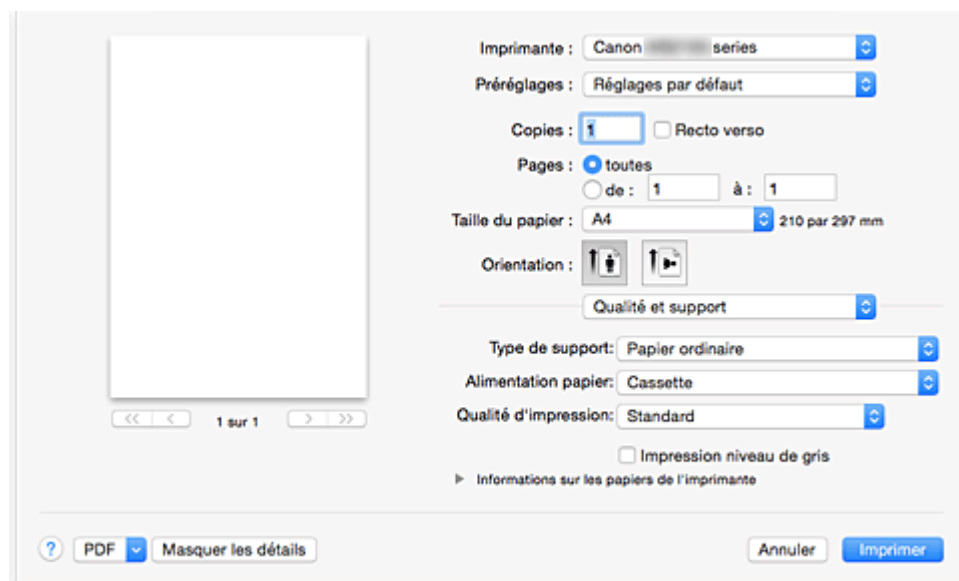 Imprimante : Canon series
Préréglages : Réglages par défaut
Copies : 1 Recto verso
Pages : toutes
de : 1 à : 1
Taille du papier : A4 210 par 297 mm
Orientation :
Qualité et support
Type de support: Papier ordinaire
Alimentation papier: Cassette
Qualité d'impression: Standard
<< < 1 sur 1 > >>
Impression niveau de gris
Informations sur les papiers de l'imprimante
? PDF Masquer les détails Annuler Imprimer